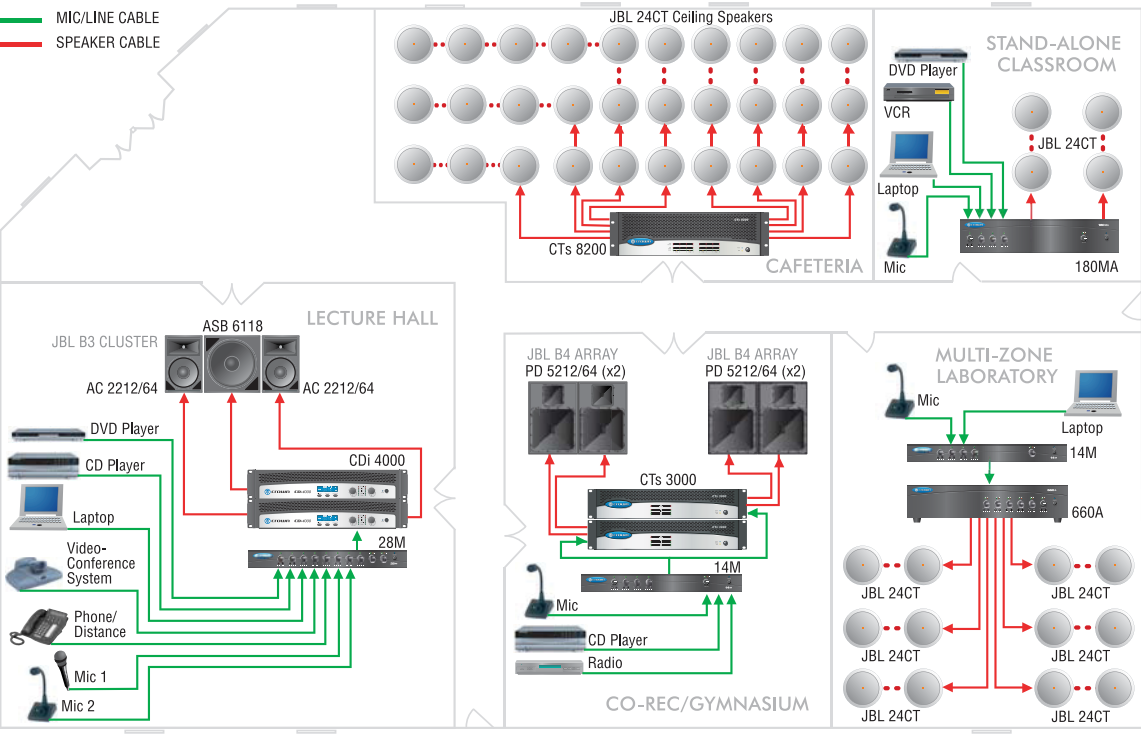 MIC/LINE CABLE
SPEAKER CABLE
JBL 24CT Ceiling Speakers
CTs 8200
CAFETERIA
STAND-ALONE
CLASSROOM
DVD Player
VCR
JBL 24CT
Laptop
Mic
180MA
LECTURE HALL
ASB 6118
JBL B3 CLUSTER
AC 2212/64
AC 2212/64
DVD Player
CD Player
CDi 4000
Laptop
28M
Video-
Conference
System
Phone/
Distance
Mic 1
Mic 2
JBL B4 ARRAY
PD 5212/64 (x2)
JBL B4 ARRAY
PD 5212/64 (x2)
CTs 3000
14M
Mic
CD Player
Radio
CO-REC/GYMNASIUM
MULTI-ZONE
LABORATORY
Mic
Laptop
14M
660A
JBL 24CT
JBL 24CT
JBL 24CT
JBL 24CT
JBL 24CT
JBL 24CT